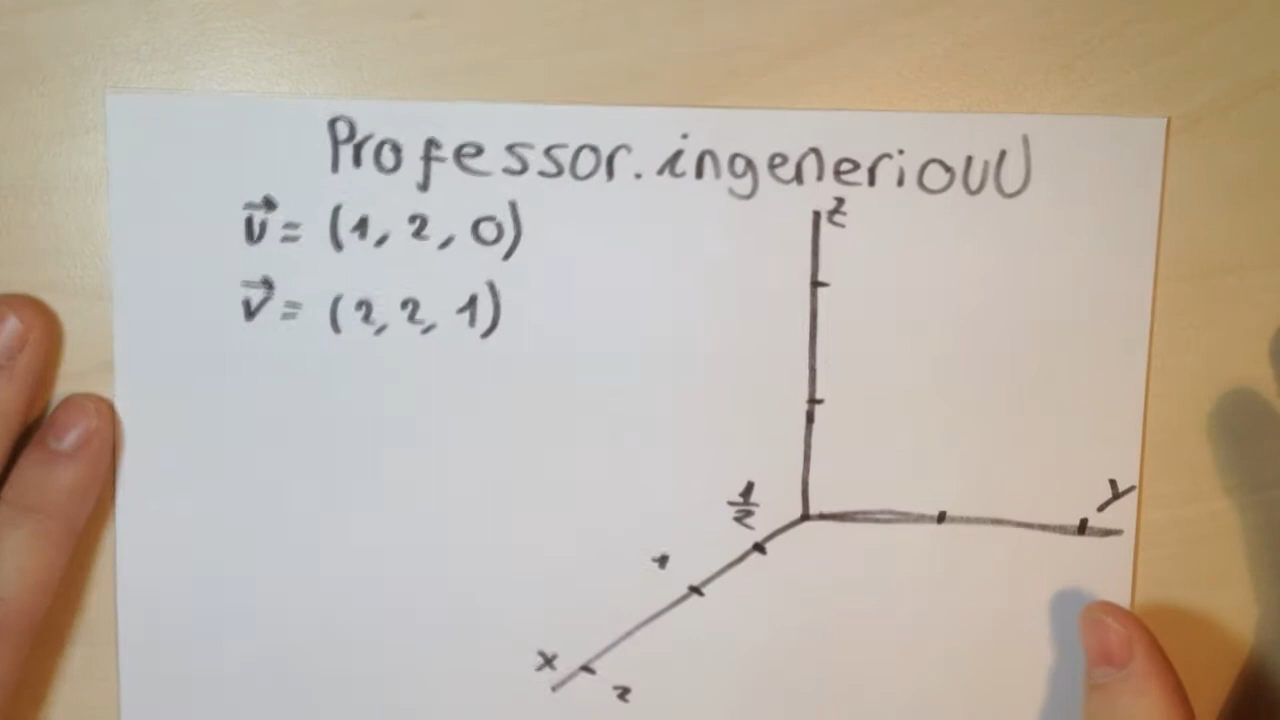 Professor.ingeneriouU
u⃗ = (1, 2, 0)
v⃗ = (2, 2, 1)
z
y
1/2
1
x
2